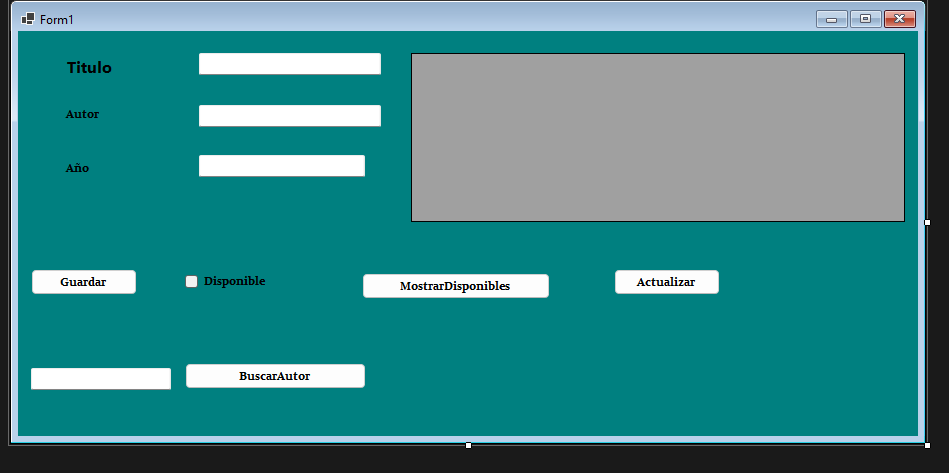 Form1
Titulo
Autor
Año
Guardar
Disponible
MostrarDisponibles
Actualizar
BuscarAutor